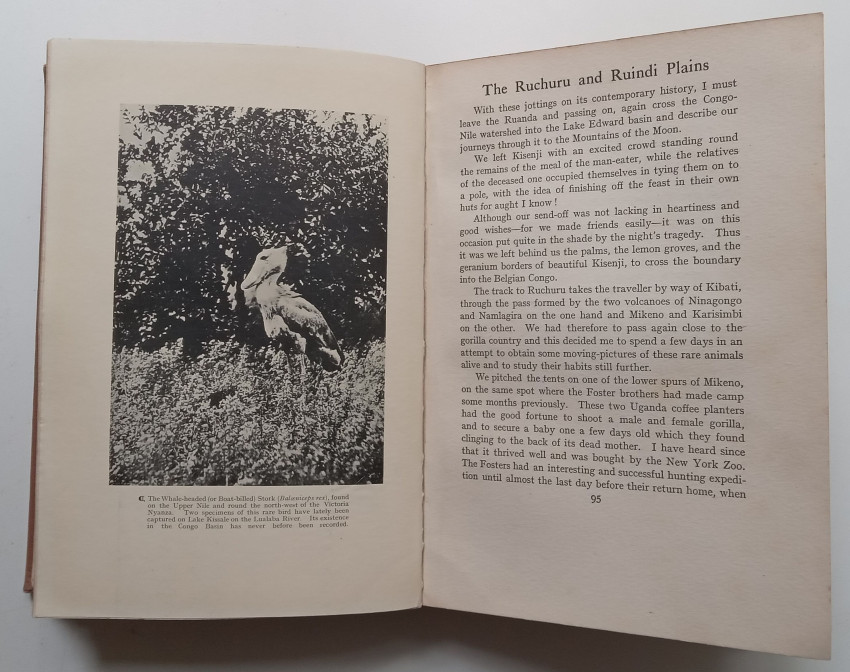 ℄ The Whale-headed (or Boat-billed) Stork (Balæniceps rex), found
on the Upper Nile and round the north-west of the Victoria
Nyanza. Two specimens of this rare bird have lately been
captured on Lake Kissale on the Lualaba River. Its existence
in the Congo Basin has never before been recorded.
The Ruchuru and Ruindi Plains
With these jottings on its contemporary history, I must
leave the Ruanda and passing on, again cross the Congo-
Nile watershed into the Lake Edward basin and describe our
journeys through it to the Mountains of the Moon.
We left Kisenji with an excited crowd standing round
the remains of the meal of the man-eater, while the relatives
of the deceased one occupied themselves in tying them on to
a pole, with the idea of finishing off the feast in their own
huts for aught I know!
Although our send-off was not lacking in heartiness and
good wishes—for we made friends easily—it was on this
occasion put quite in the shade by the night's tragedy. Thus
it was we left behind us the palms, the lemon groves, and the
geranium borders of beautiful Kisenji, to cross the boundary
into the Belgian Congo.
The track to Ruchuru takes the traveller by way of Kibati,
through the pass formed by the two volcanoes of Ninagongo
and Namlagira on the one hand and Mikeno and Karisimbi
on the other. We had therefore to pass again close to the
gorilla country and this decided me to spend a few days in an
attempt to obtain some moving-pictures of these rare animals
alive and to study their habits still further.
We pitched the tents on one of the lower spurs of Mikeno,
on the same spot where the Foster brothers had made camp
some months previously. These two Uganda coffee planters
had the good fortune to shoot a male and female gorilla,
and to secure a baby one a few days old which they found
clinging to the back of its dead mother. I have heard since
that it thrived well and was bought by the New York Zoo.
The Fosters had an interesting and successful hunting expedi-
tion until almost the last day before their return home, when
95